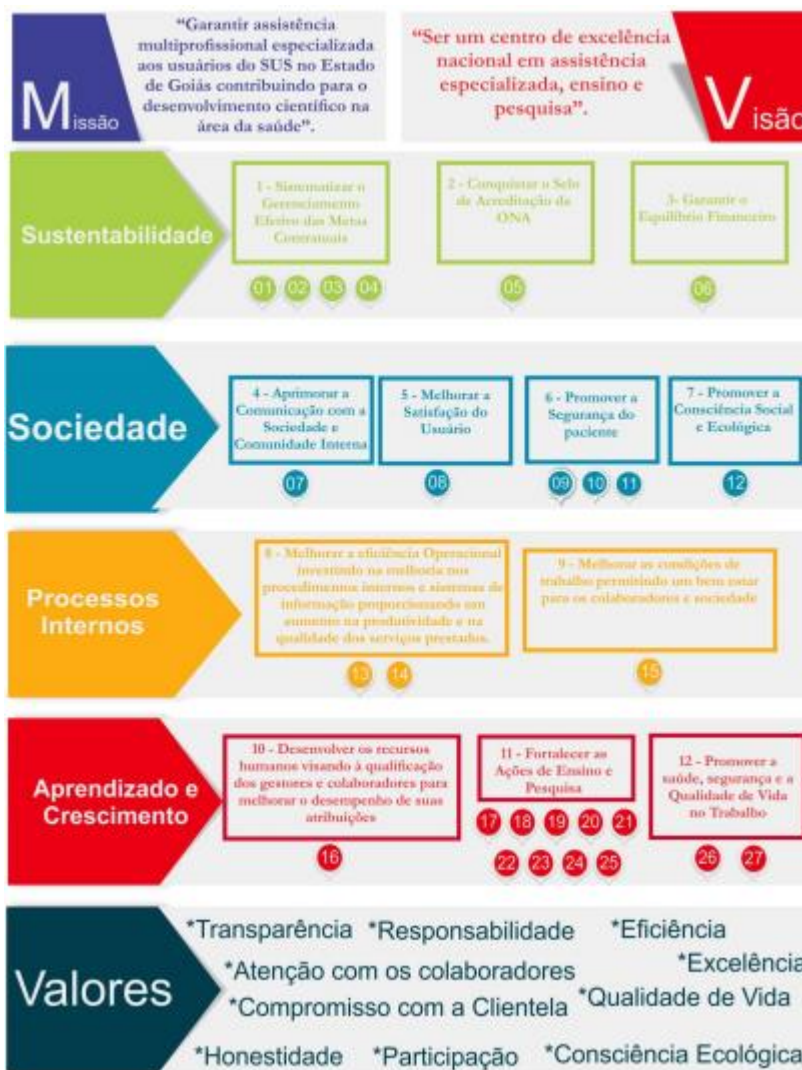 Missão
“Garantir assistência
multiprofissional especializada
aos usuários do SUS no Estado
de Goiás contribuindo para o
desenvolvimento científico na
área da saúde”.
“Ser um centro de excelência
nacional em assistência
especializada, ensino e
pesquisa”.
Visão
Sustentabilidade
1 - Sistematizar o
Gerenciamento
Efetivo das Metas
Contratuais
01 02 03 04
2 - Conquistar o Selo
de Acreditação da
ONA
05
3- Garantir o
Equilíbrio Financeiro
06
Sociedade
4 - Aprimorar a
Comunicação com a
Sociedade e
Comunidade Interna
07
5 - Melhorar a
Satisfação do
Usuário
08
6 - Promover a
Segurança do
paciente
09 10 11
7 - Promover a
Consciência Social
e Ecológica
12
Processos
Internos
8 - Melhorar a eficiência Operacional
investindo na melhoria nos
procedimentos internos e sistemas de
informação proporcionando um
aumento na produtividade e na
qualidade dos serviços prestados.
13 14
9 - Melhorar as condições de
trabalho permitindo um bem estar
para os colaboradores e sociedade
15
Aprendizado e
Crescimento
10 - Desenvolver os recursos
humanos visando à qualificação
dos gestores e colaboradores para
melhorar o desempenho de suas
atribuições
16
11 - Fortalecer as
Ações de Ensino e
Pesquisa
17 18 19 20 21
22 23 24 25
12 - Promover a
saúde, segurança e a
Qualidade de Vida
no Trabalho
26 27
Valores
*Transparência *Responsabilidade *Eficiência
*Atenção com os colaboradores *Excelência
*Compromisso com a Clientela *Qualidade de Vida
*Honestidade *Participação *Consciência Ecológica